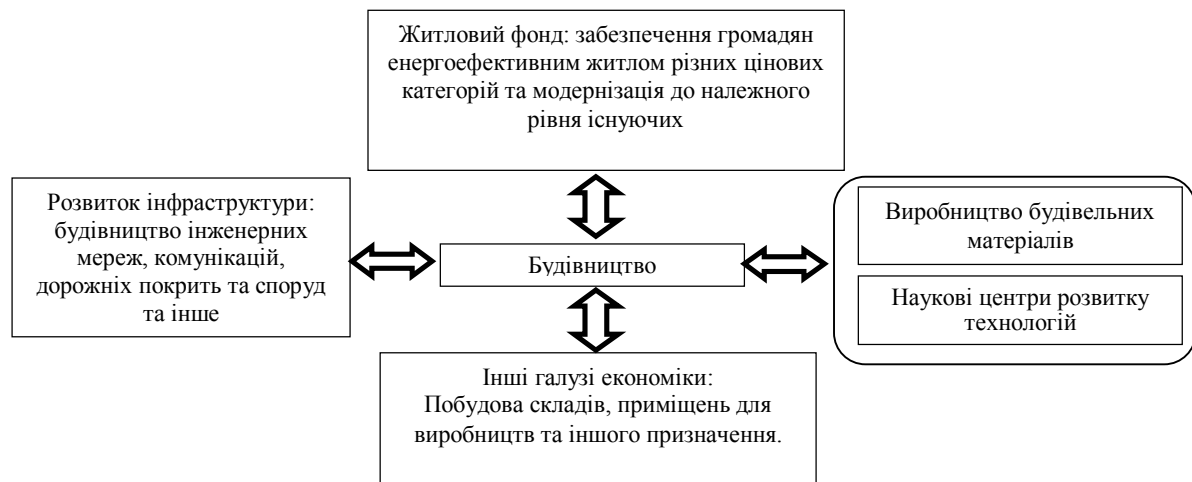 Житловий фонд: забезпечення громадян
енергоефективним житлом різних цінових
категорій та модернізація до належного
рівня існуючих
Розвиток інфраструктури:
будівництво інженерних
мереж, комунікацій,
дорожніх покрить та споруд
та інше
Будівництво
Виробництво будівельних
матеріалів
Наукові центри розвитку
технологій
Інші галузі економіки:
Побудова складів, приміщень для
виробництв та іншого призначення.